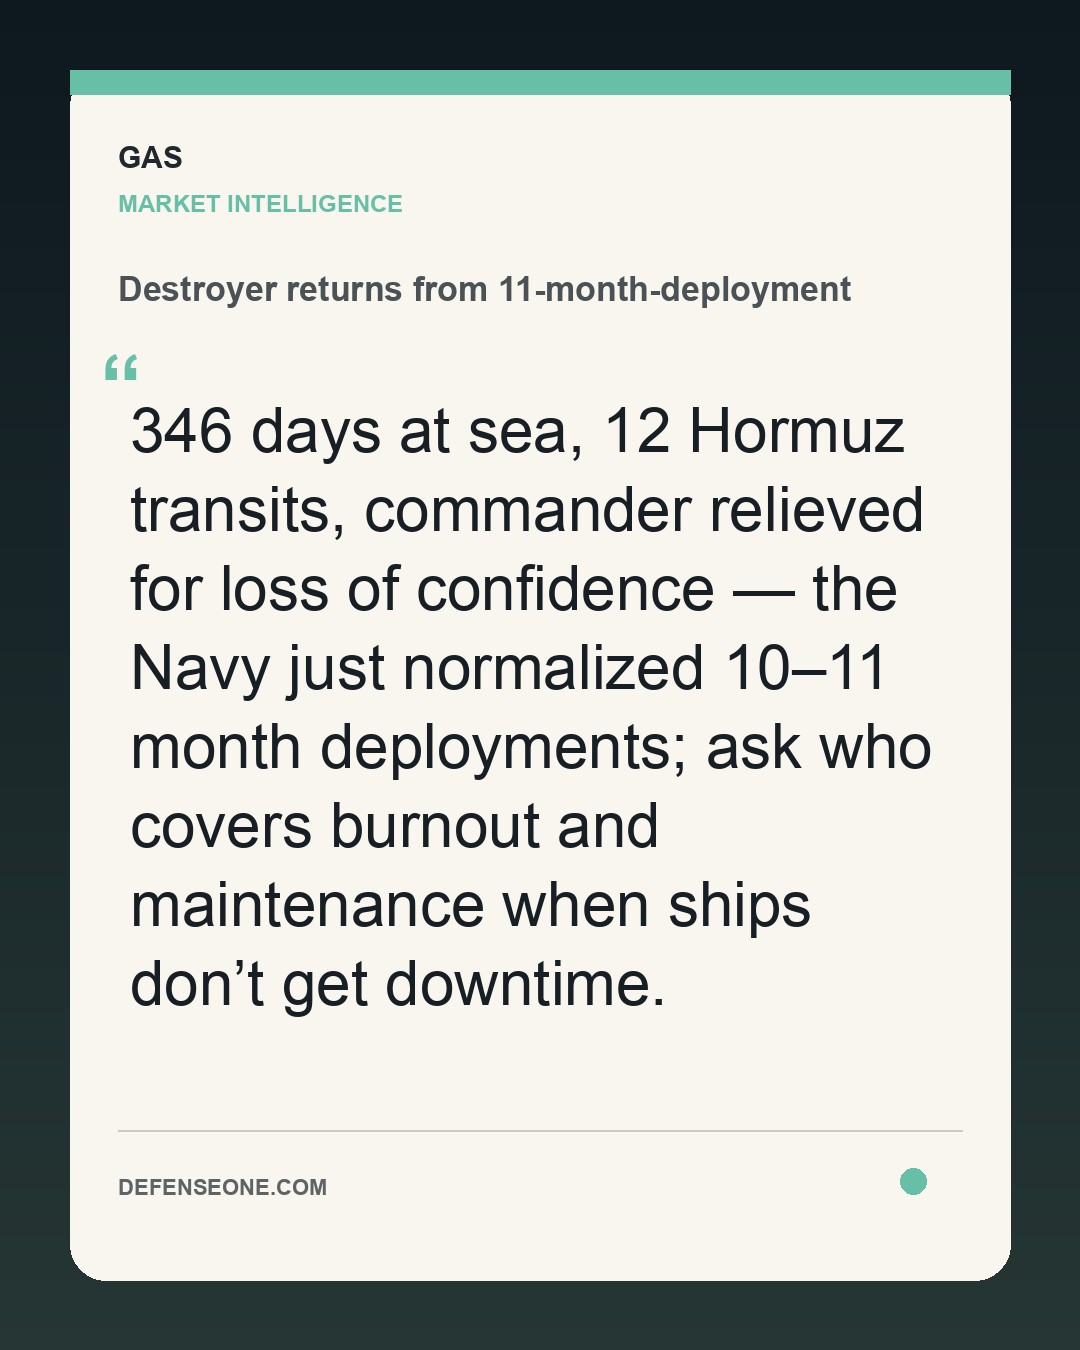 GAS
MARKET INTELLIGENCE
Destroyer returns from 11-month-deployment
“
346 days at sea, 12 Hormuz
transits, commander relieved
for loss of confidence — the
Navy just normalized 10–11
month deployments; ask who
covers burnout and
maintenance when ships
don’t get downtime.
DEFENSEONE.COM